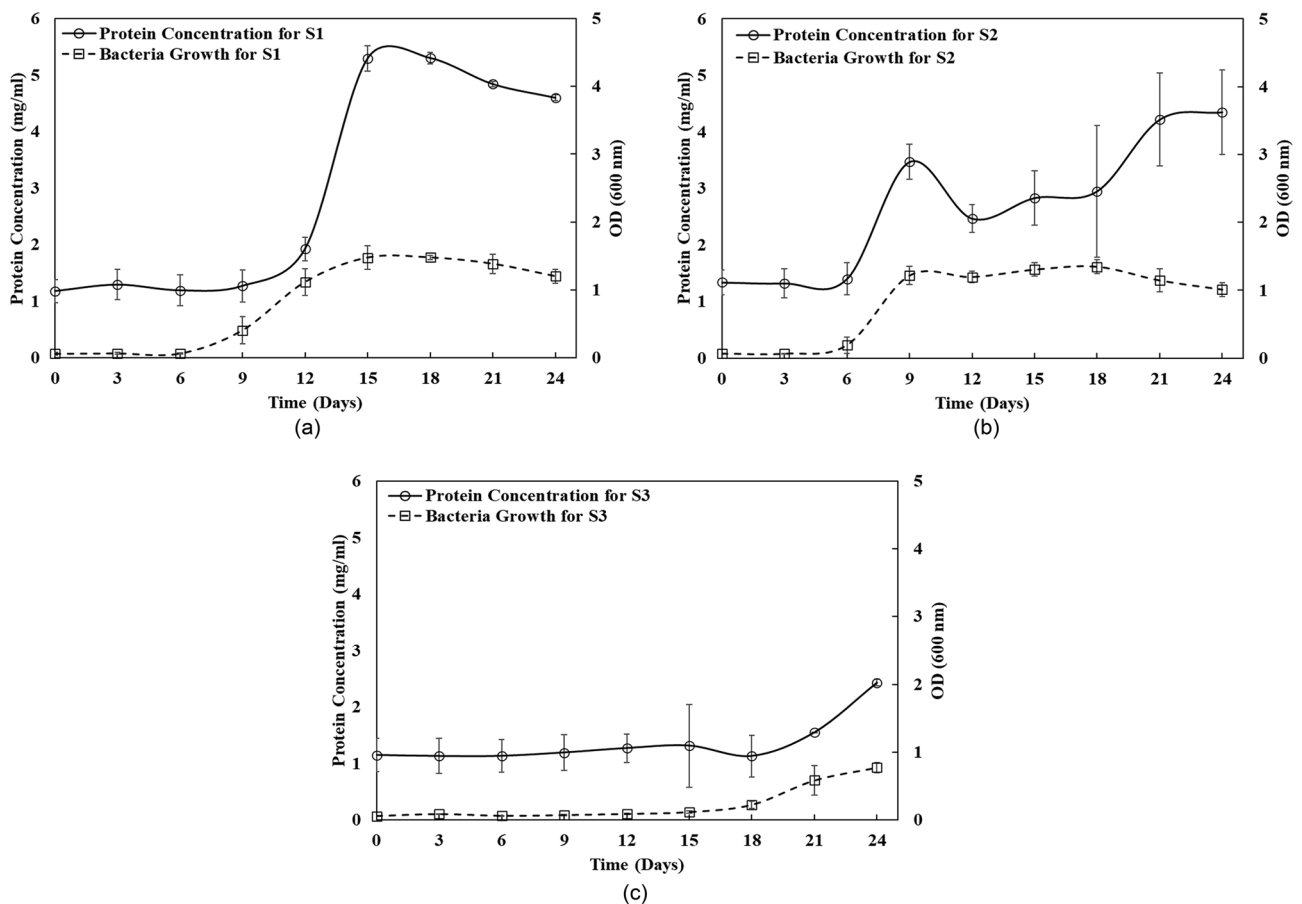 Protein Concentration for S1
Bacteria Growth for S1
Protein Concentration (mg/ml)
6
5
4
3
2
1
0
OD (600 nm)
5
4
3
2
1
0
0 3 6 9 12 15 18 21 24
Time (Days)
(a)
Protein Concentration for S2
Bacteria Growth for S2
Protein Concentration (mg/ml)
6
5
4
3
2
1
0
OD (600 nm)
5
4
3
2
1
0
0 3 6 9 12 15 18 21 24
Time (Days)
(b)
Protein Concentration for S3
Bacteria Growth for S3
Protein Concentration (mg/ml)
6
5
4
3
2
1
0
OD (600 nm)
5
4
3
2
1
0
0 3 6 9 12 15 18 21 24
Time (Days)
(c)